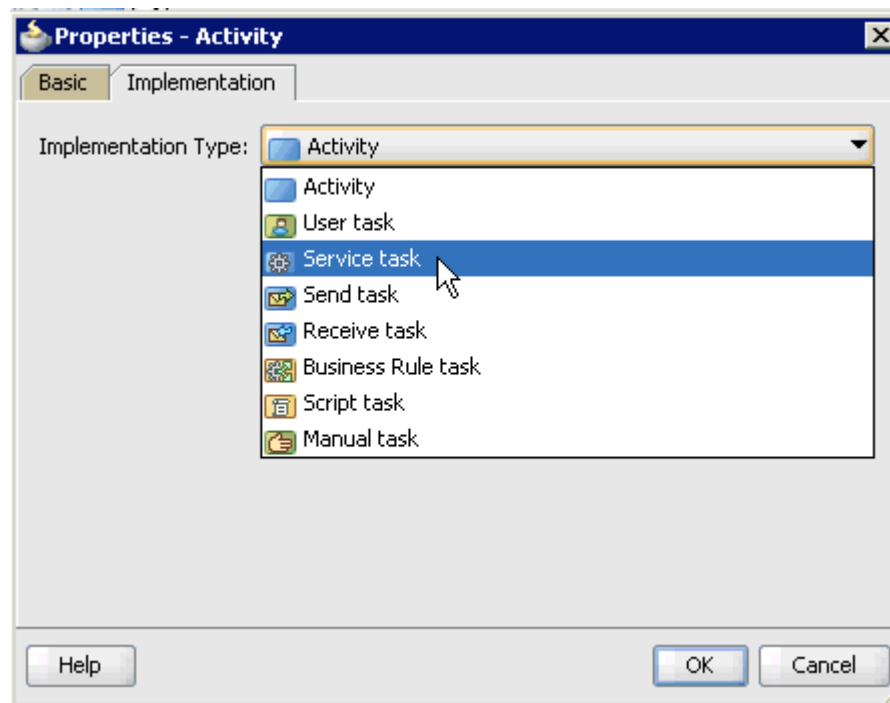 Properties - Activity
Basic Implementation
Implementation Type: Activity
Activity
User task
Service task
Send task
Receive task
Business Rule task
Script task
Manual task
Help OK Cancel